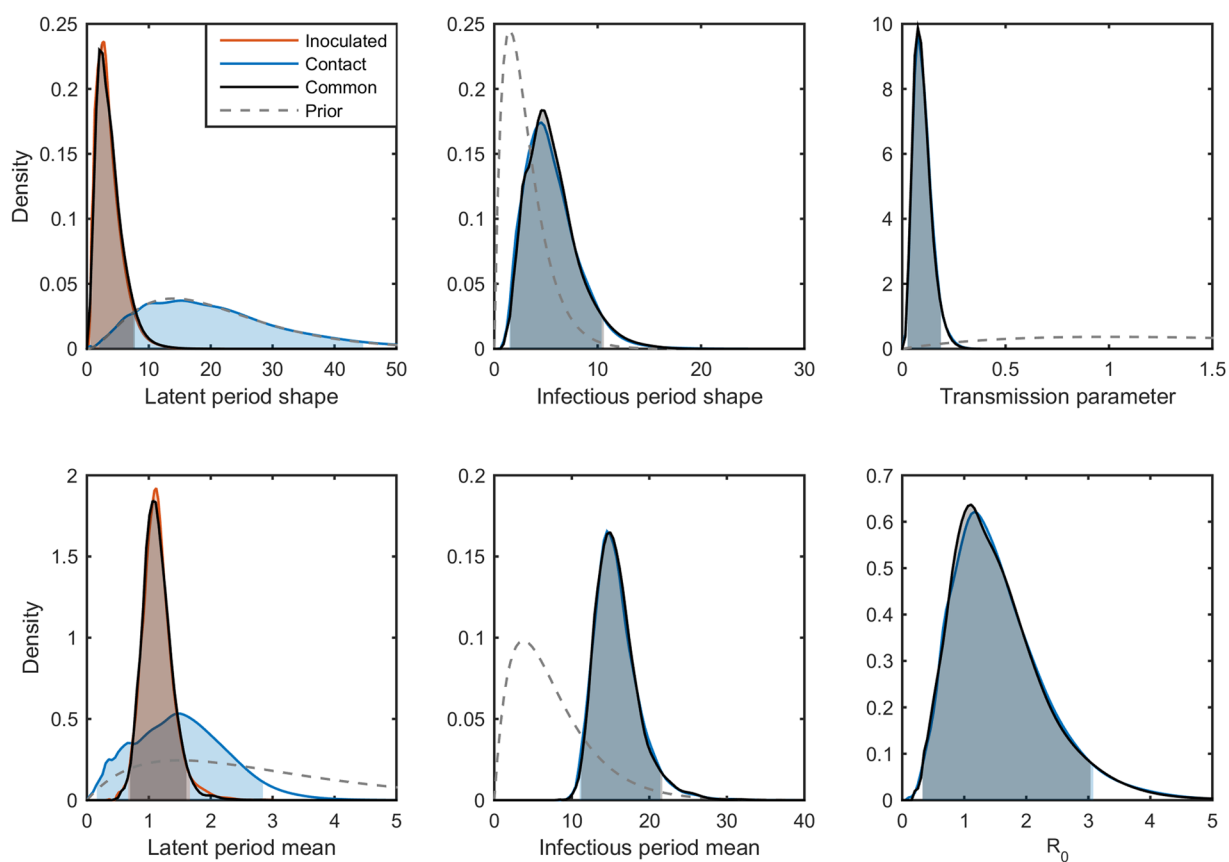 0.25
0.2
0.15
0.1
0.05
0
Density
0 10 20 30 40 50
Latent period shape
Inoculated
Contact
Common
Prior
0.25
0.2
0.15
0.1
0.05
0
0 10 20 30
Infectious period shape
10
8
6
4
2
0
0 0.5 1 1.5
Transmission parameter
2
1.5
1
0.5
0
Density
0 1 2 3 4 5
Latent period mean
0.2
0.15
0.1
0.05
0
0 10 20 30 40
Infectious period mean
0.7
0.6
0.5
0.4
0.3
0.2
0.1
0
0 1 2 3 4 5
R0